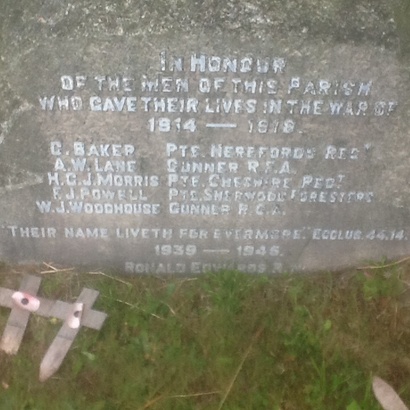 IN HONOUR
OF THE MEN OF THIS PARISH
WHO GAVE THEIR LIVES IN THE WAR OF
1914 — 1918.
C. BAKER PTE. HEREFORDS REGT
A.W. LANE GUNNER R.F.A.
H.C.J. MORRIS PTE. CHESHIRE REGT
F.J. POWELL PTE. SHERWOOD FORESTERS
W.J. WOODHOUSE GUNNER R.G.A.
"THEIR NAME LIVETH FOR EVERMORE." ECCLUS. 44.14.
1939 — 1945.
RONALD EDWARDS R.